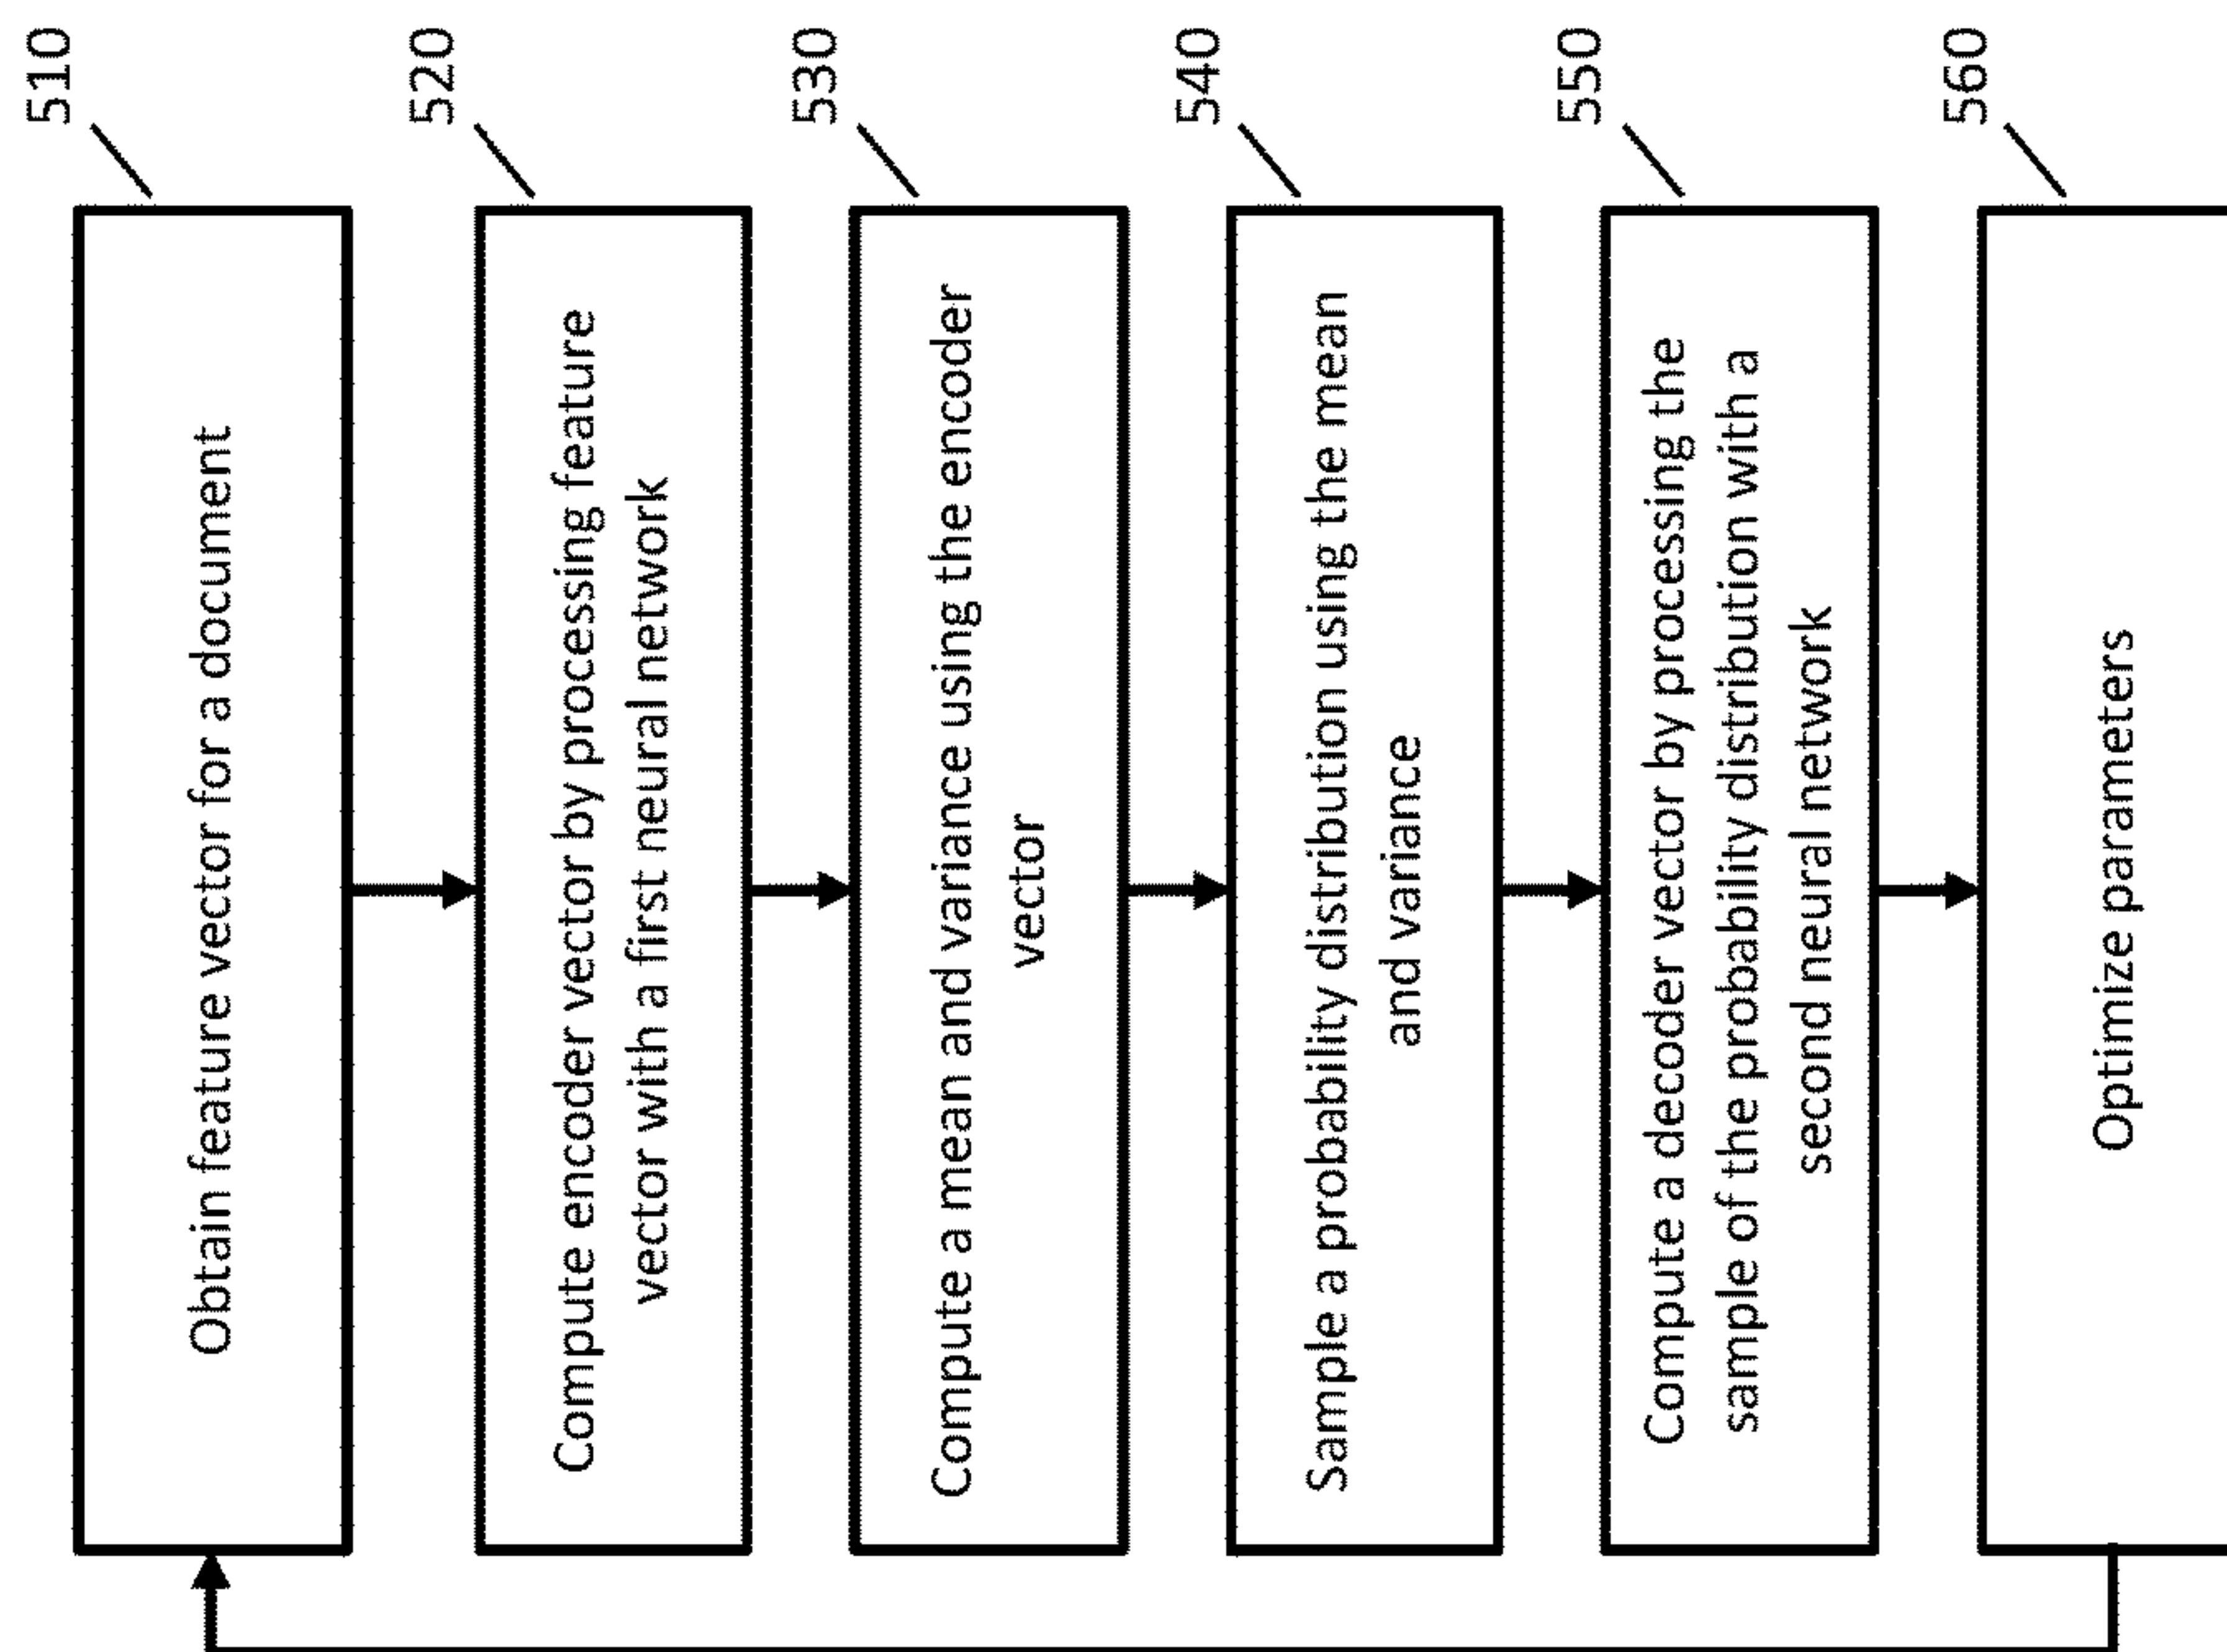 510
Obtain feature vector for a document
520
Compute encoder vector by processing feature
vector with a first neural network
530
Compute a mean and variance using the encoder
vector
540
Sample a probability distribution using the mean
and variance
550
Compute a decoder vector by processing the
sample of the probability distribution with a
second neural network
560
Optimize parameters